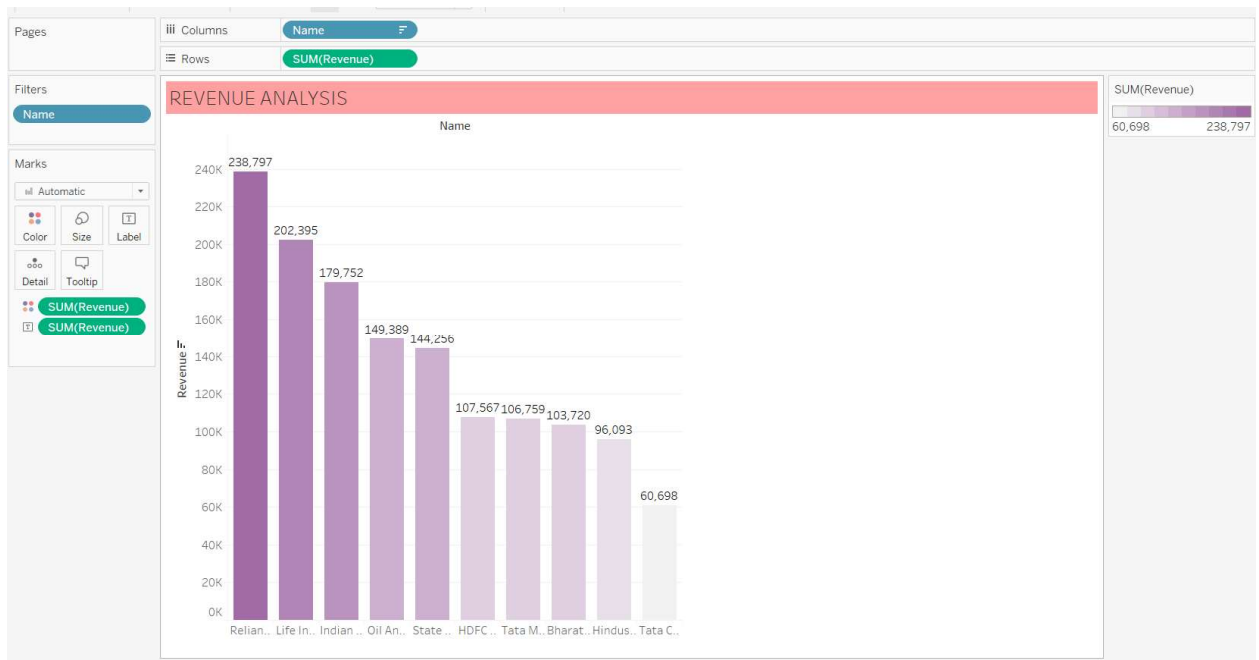 Pages
Columns
Name
Rows
SUM(Revenue)
Filters
Name
Marks
Automatic
Color
Size
Label
Detail
Tooltip
SUM(Revenue)
SUM(Revenue)
REVENUE ANALYSIS
Name
Revenue
240K
220K
200K
180K
160K
140K
120K
100K
80K
60K
40K
20K
0K
238,797
202,395
179,752
149,389
144,256
107,567
106,759
103,720
96,093
60,698
Relian.. Life In.. Indian .. Oil An.. State .. HDFC .. Tata M.. Bharat.. Hindus.. Tata C..
SUM(Revenue)
60,698 238,797